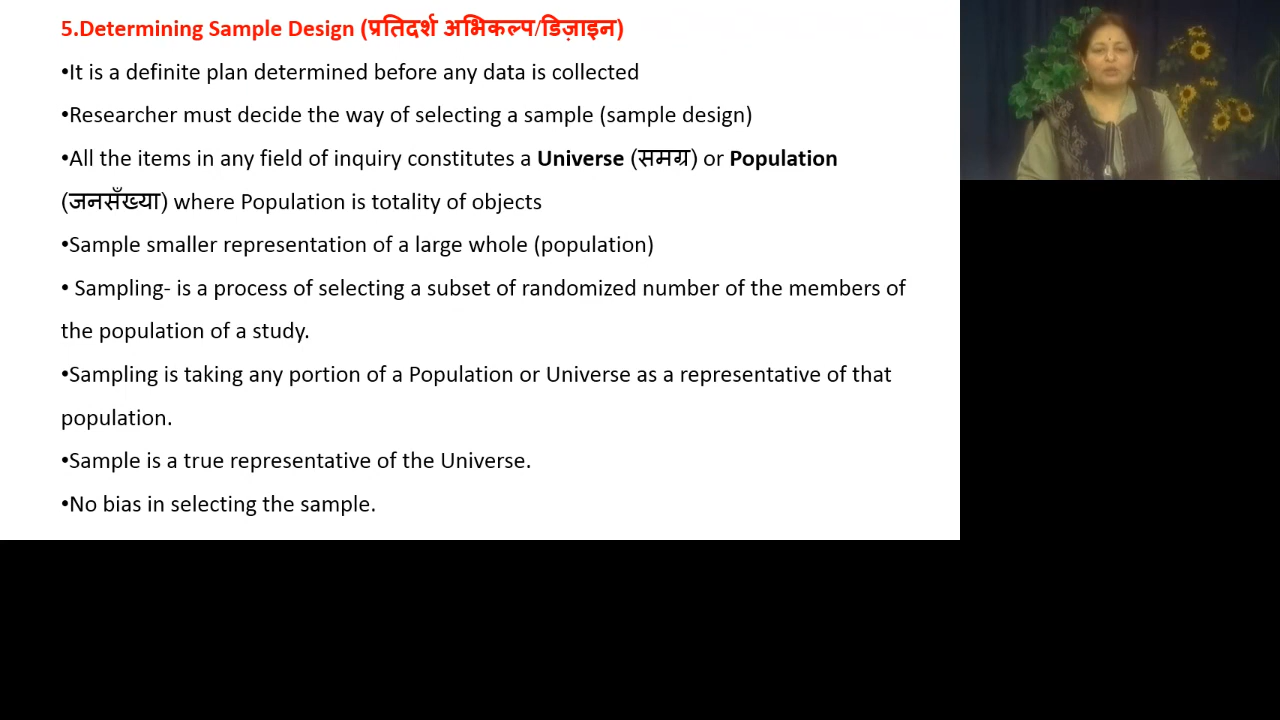 5.Determining Sample Design (प्रतिदर्श अभिकल्प/डिज़ाइन)
•It is a definite plan determined before any data is collected
•Researcher must decide the way of selecting a sample (sample design)
•All the items in any field of inquiry constitutes a Universe (समग्र) or Population
(जनसँख्या) where Population is totality of objects
•Sample smaller representation of a large whole (population)
• Sampling- is a process of selecting a subset of randomized number of the members of
the population of a study.
•Sampling is taking any portion of a Population or Universe as a representative of that
population.
•Sample is a true representative of the Universe.
•No bias in selecting the sample.